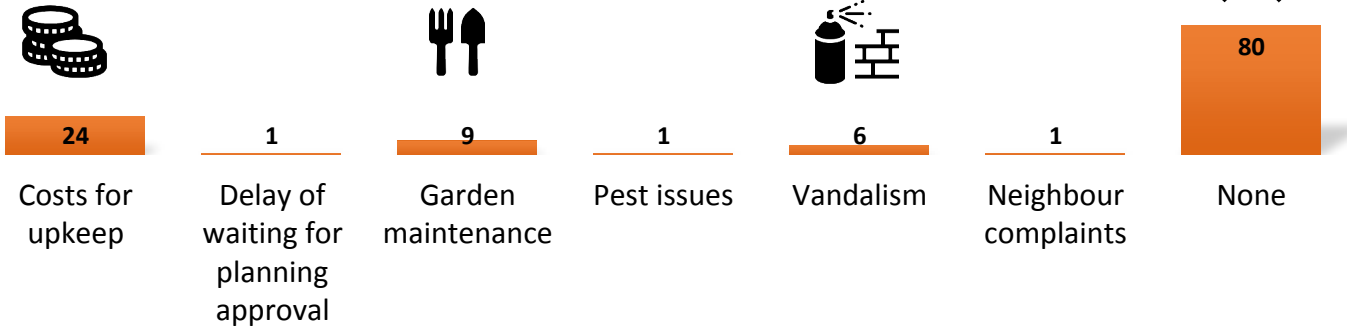 80
24
1
9
1
6
1
Costs for
upkeep
Delay of
waiting for
planning
approval
Garden
maintenance
Pest issues
Vandalism
Neighbour
complaints
None